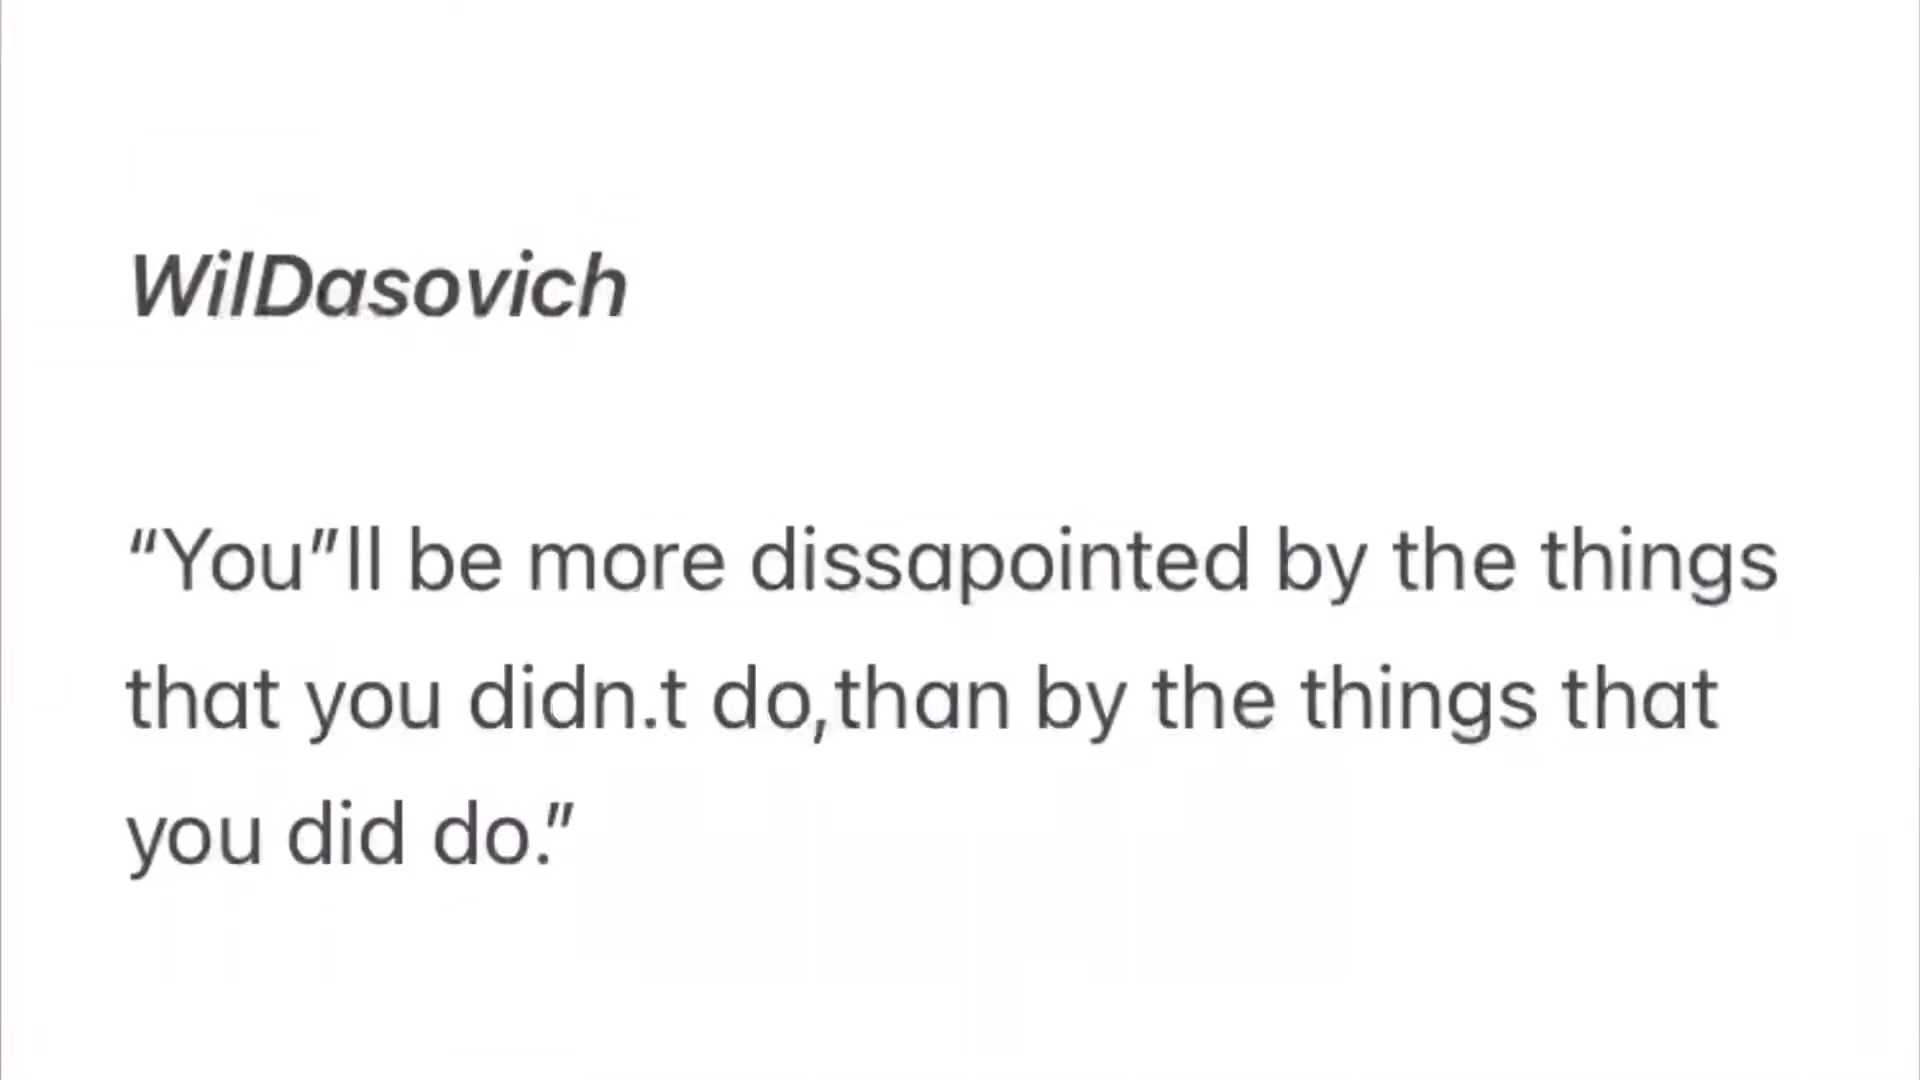 WilDasovich
“You”ll be more dissapointed by the things
that you didn.t do,than by the things that
you did do.”